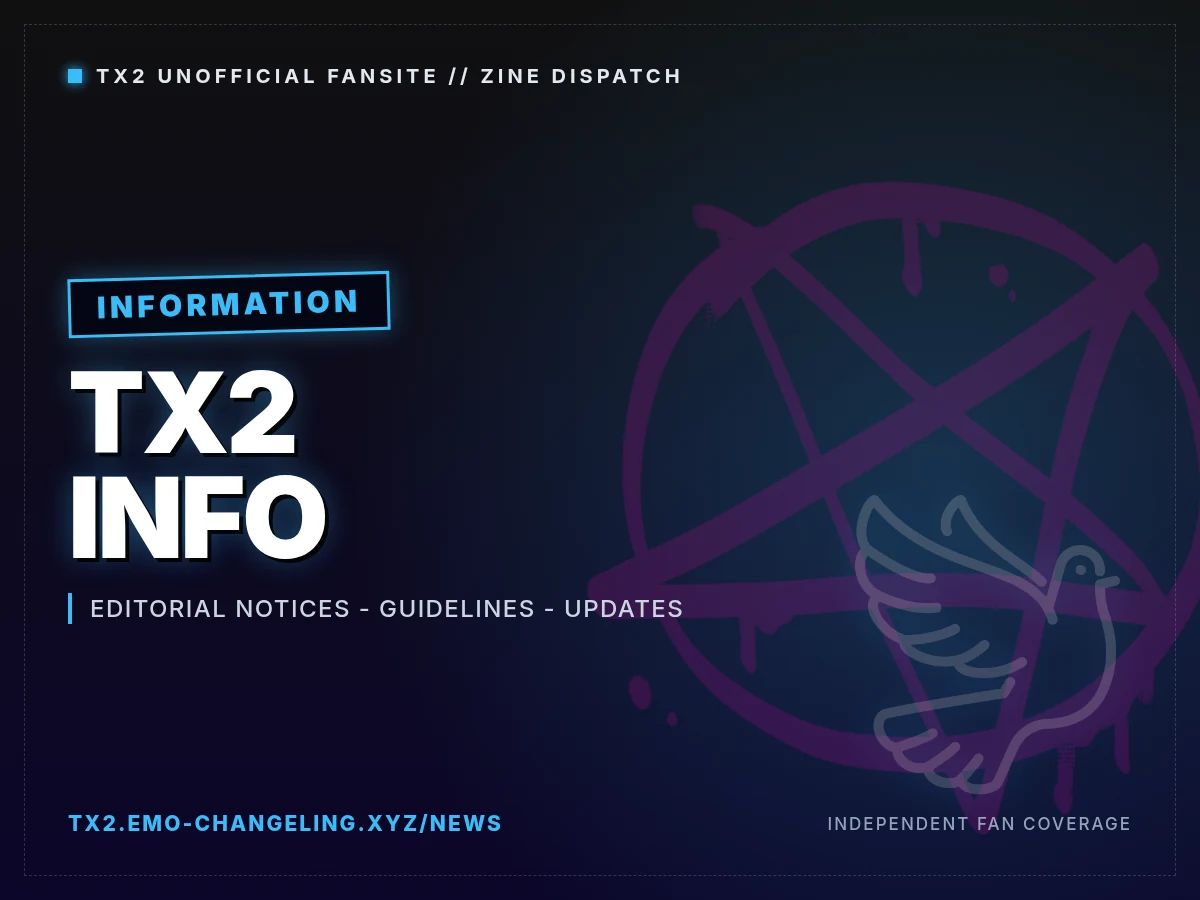 TX2 UNOFFICIAL FANSITE // ZINE DISPATCH
INFORMATION
TX2
INFO
EDITORIAL NOTICES - GUIDELINES - UPDATES
TX2.EMO-CHANGELING.XYZ/NEWS
INDEPENDENT FAN COVERAGE